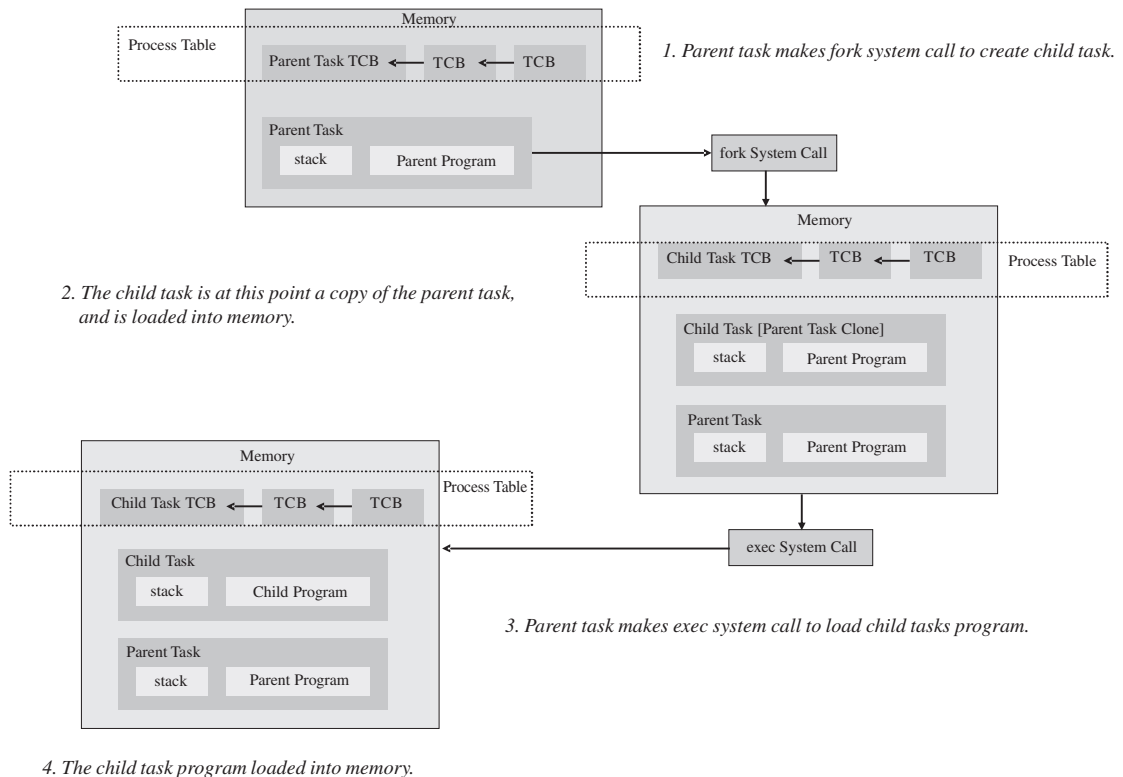 Memory
Process Table
Parent Task TCB
TCB
TCB
1. Parent task makes fork system call to create child task.
Parent Task
stack
Parent Program
fork System Call
Memory
Child Task TCB
TCB
TCB
Process Table
2. The child task is at this point a copy of the parent task,
and is loaded into memory.
Child Task [Parent Task Clone]
stack
Parent Program
Parent Task
stack
Parent Program
Memory
Process Table
Child Task TCB
TCB
TCB
exec System Call
Child Task
stack
Child Program
3. Parent task makes exec system call to load child tasks program.
Parent Task
stack
Parent Program
4. The child task program loaded into memory.